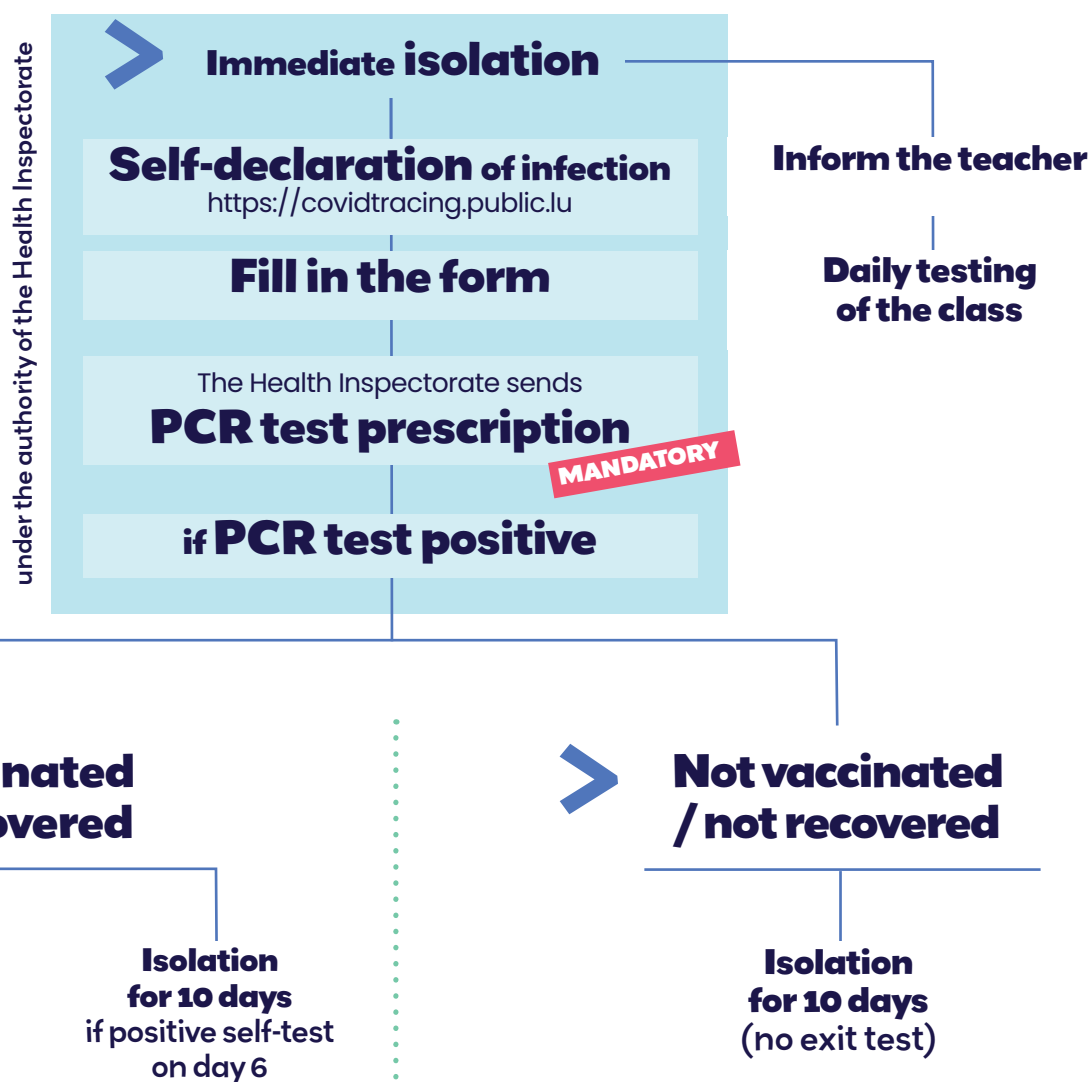 under the authority of the Health Inspectorate
Immediate isolation
Self-declaration of infection
https://covidtracing.public.lu
Fill in the form
The Health Inspectorate sends
PCR test prescription
MANDATORY
if PCR test positive
Inform the teacher
Daily testing
of the class
nated
overed
Isolation
for 10 days
if positive self-test
on day 6
Not vaccinated
/ not recovered
Isolation
for 10 days
(no exit test)